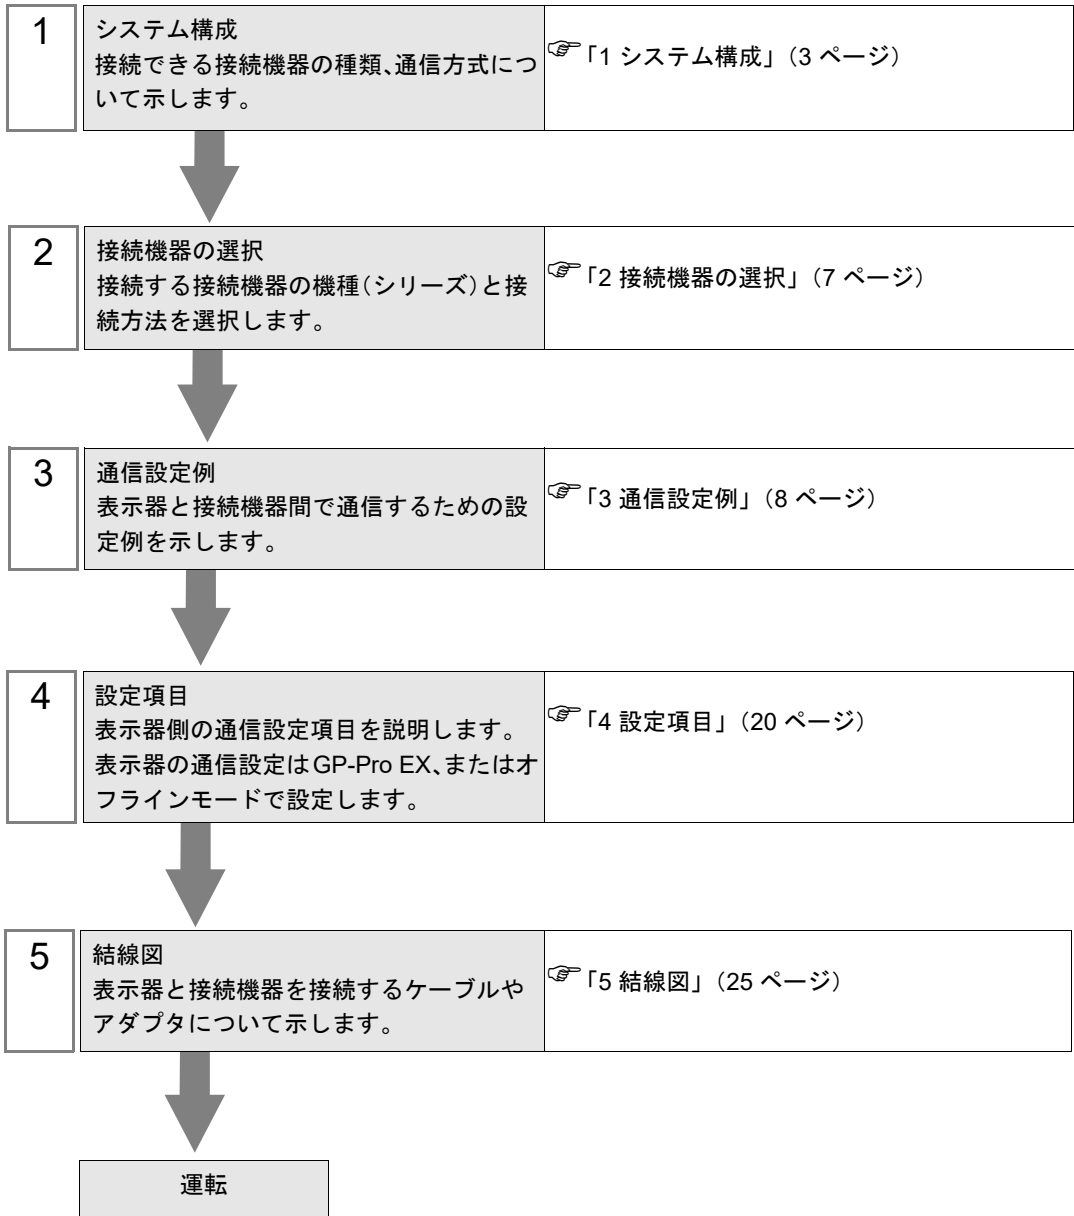 1
システム構成
接続できる接続機器の種類、通信方式につ
いて示します。
☞「1 システム構成」（3 ページ）
2
接続機器の選択
接続する接続機器の機種（シリーズ）と接
続方法を選択します。
☞「2 接続機器の選択」（7 ページ）
3
通信設定例
表示器と接続機器間で通信するための設
定例を示します。
☞「3 通信設定例」（8 ページ）
4
設定項目
表示器側の通信設定項目を説明します。
表示器の通信設定はGP-Pro EX、またはオ
フラインモードで設定します。
☞「4 設定項目」（20 ページ）
5
結線図
表示器と接続機器を接続するケーブルや
アダプタについて示します。
☞「5 結線図」（25 ページ）
運転